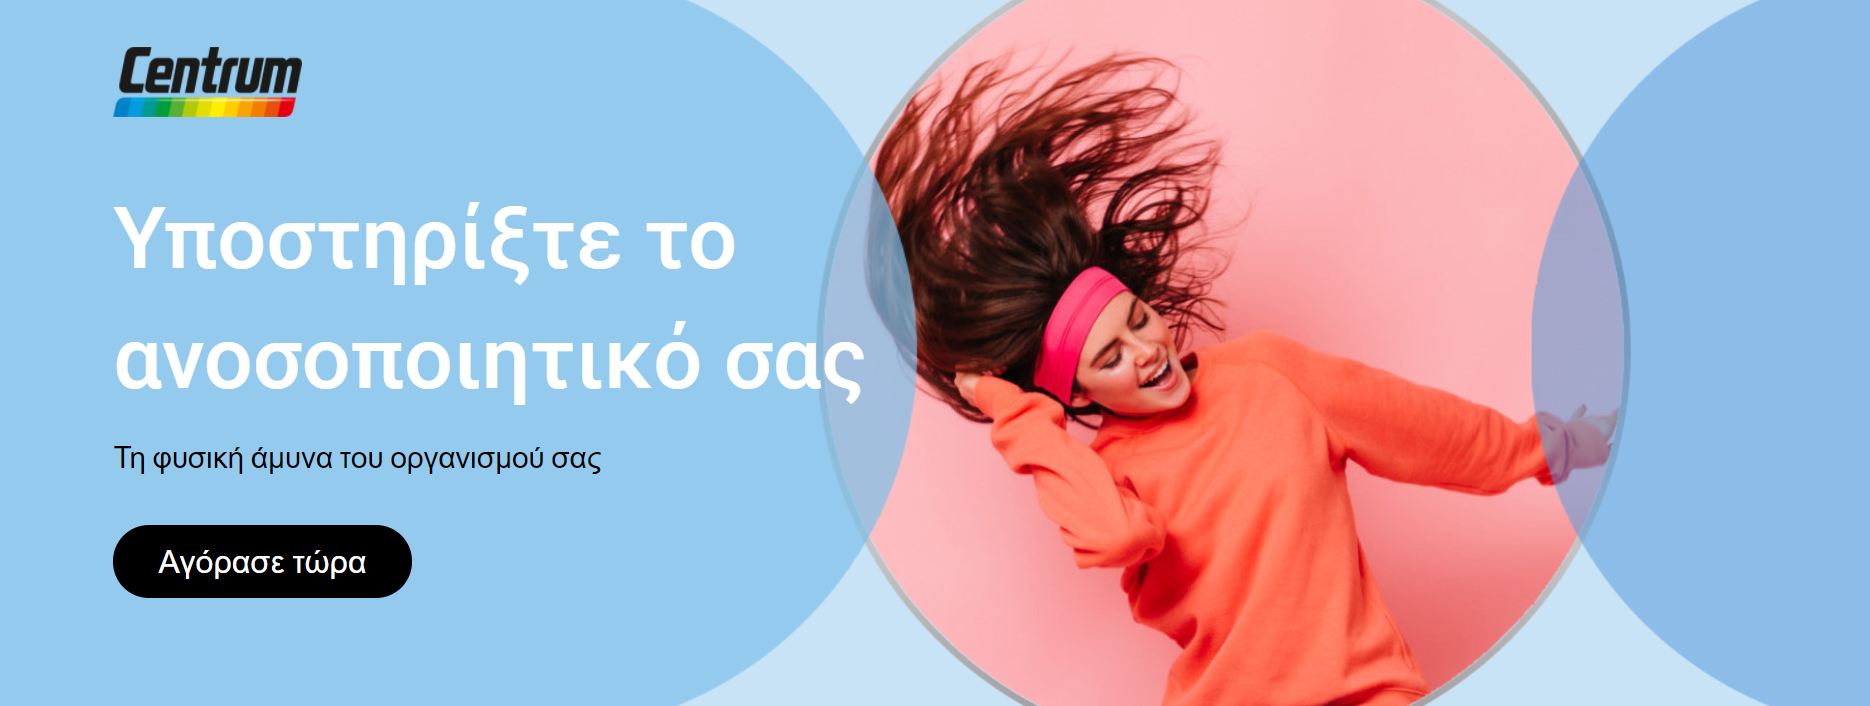 Centrum
Υποστηρίξτε το
ανοσοποιητικό σας
Τη φυσική άμυνα του οργανισμού σας
Αγόρασε τώρα